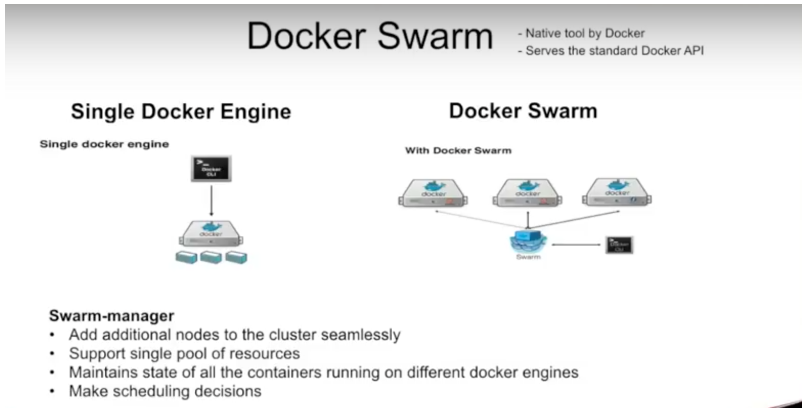 Docker Swarm
- Native tool by Docker
- Serves the standard Docker API
Single Docker Engine
Docker Swarm
Single docker engine
With Docker Swarm
Docker
CLI
docker
docker
docker
docker
Swarm
Swarm-manager
• Add additional nodes to the cluster seamlessly
• Support single pool of resources
• Maintains state of all the containers running on different docker engines
• Make scheduling decisions